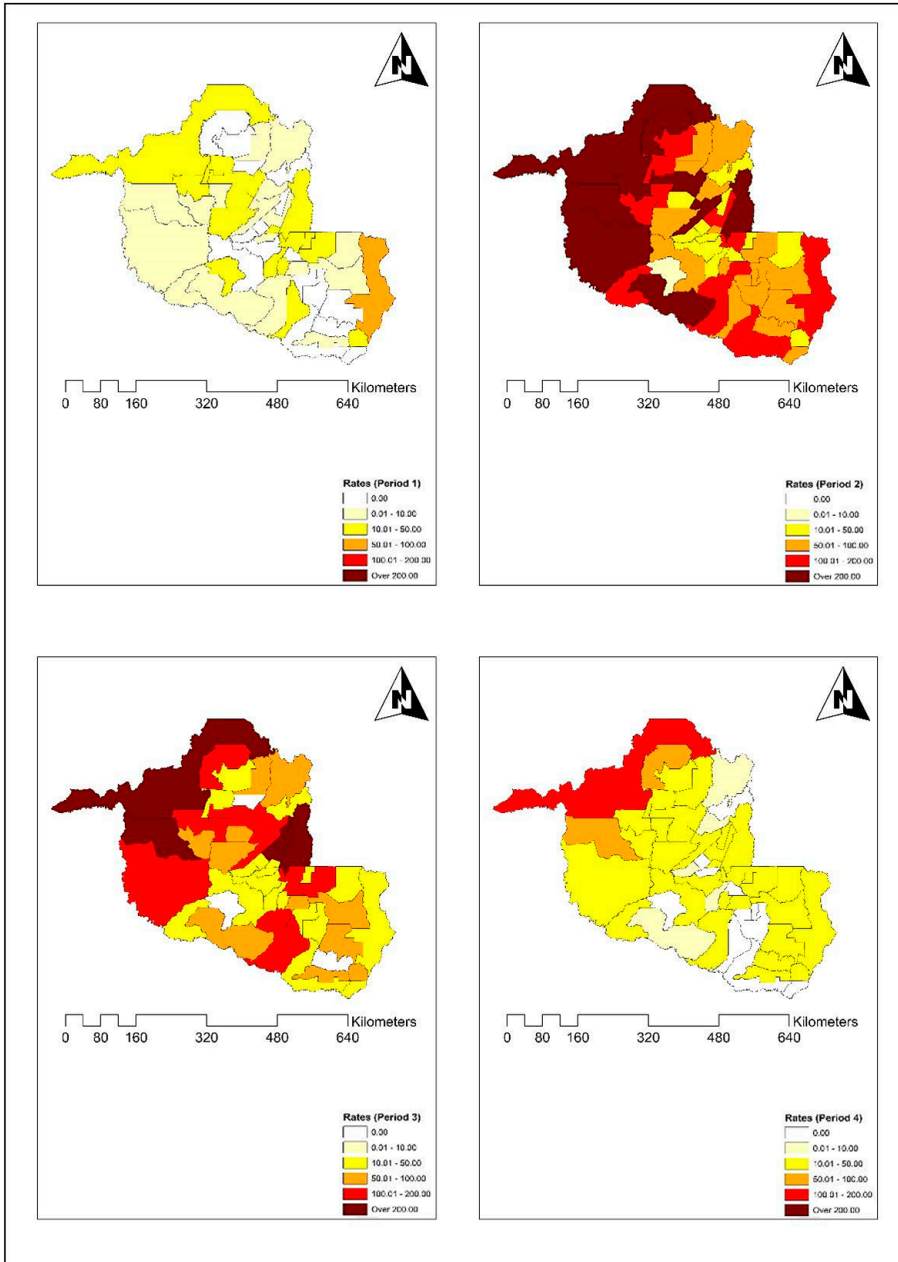 N
Kilometers
0 80 160 320 480 640
Rates (Period 1)
0.00
0.01 - 10.00
10.01 - 50.00
50.01 - 100.00
100.01 - 200.00
Over 200.00
N
Kilometers
0 80 160 320 480 640
Rates (Period 2)
0.00
0.01 - 10.00
10.01 - 50.00
50.01 - 100.00
100.01 - 200.00
Over 200.00
N
Kilometers
0 80 160 320 480 640
Rates (Period 3)
0.00
0.01 - 10.00
10.01 - 50.00
50.01 - 100.00
100.01 - 200.00
Over 200.00
N
Kilometers
0 80 160 320 480 640
Rates (Period 4)
0.00
0.01 - 10.00
10.01 - 50.00
50.01 - 100.00
100.01 - 200.00
Over 200.00